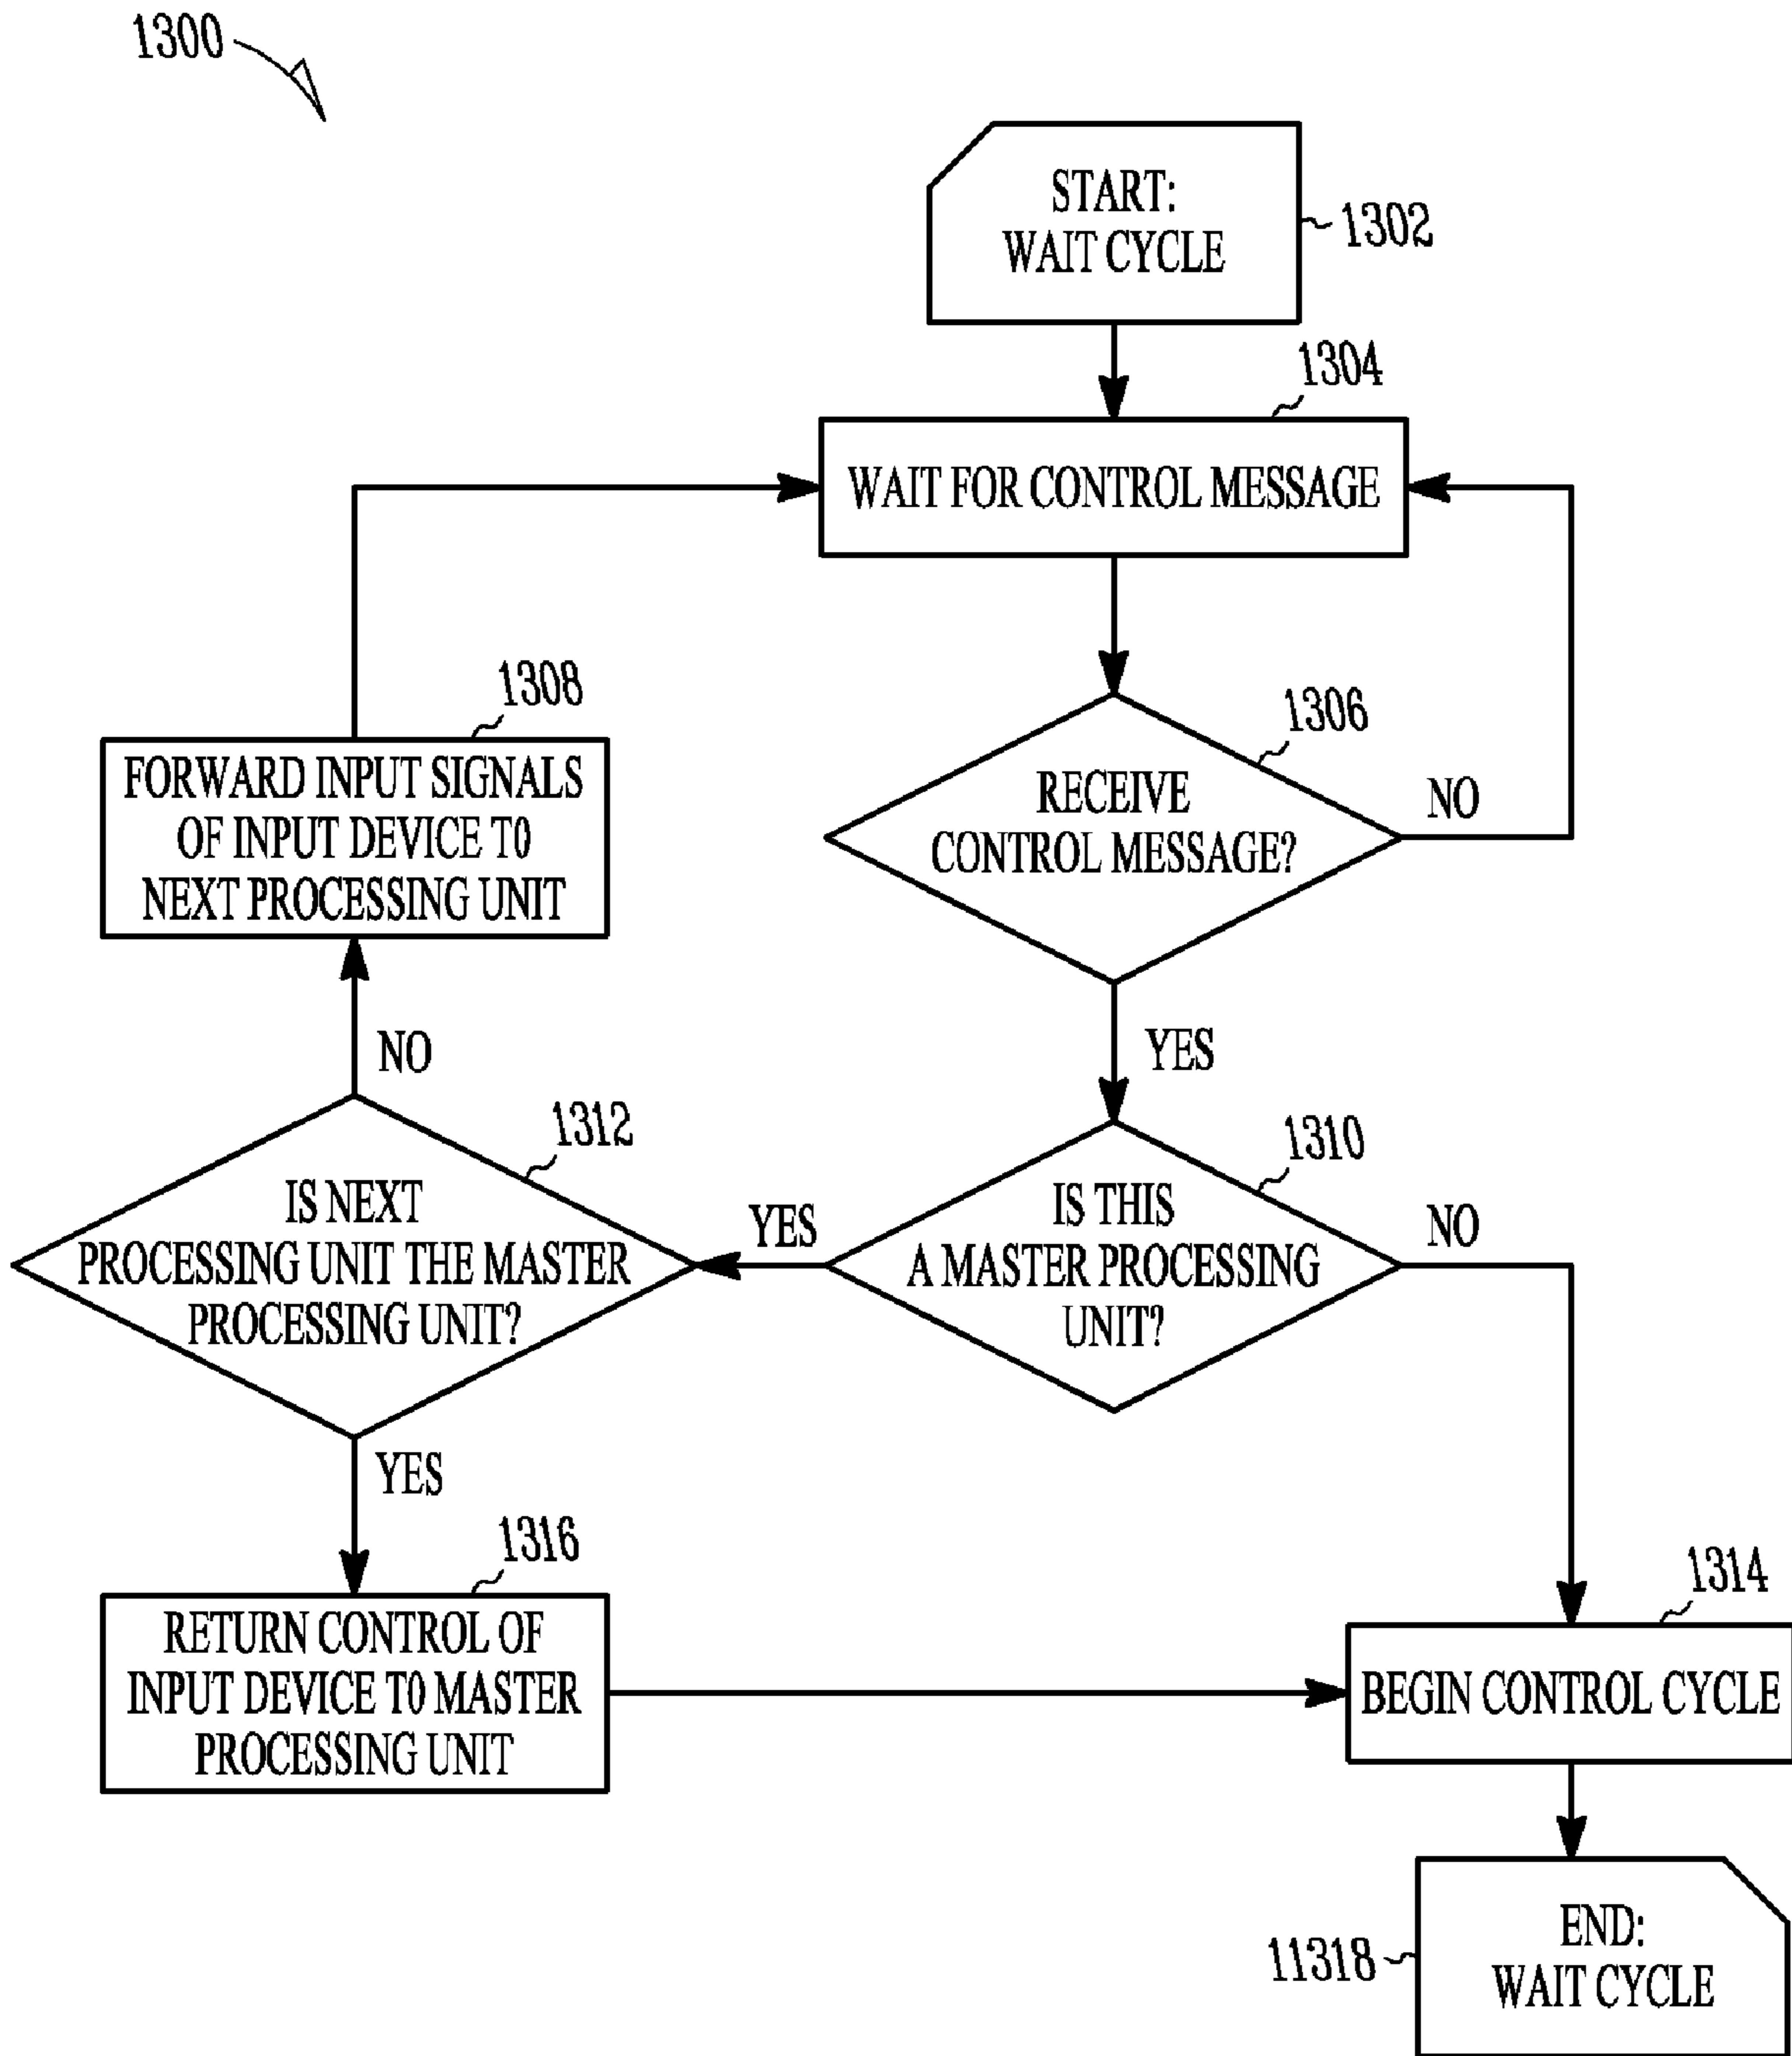 1300
START:
WAIT CYCLE
1302
1304
WAIT FOR CONTROL MESSAGE
1306
RECEIVE
CONTROL MESSAGE?
NO
YES
1308
FORWARD INPUT SIGNALS
OF INPUT DEVICE TO
NEXT PROCESSING UNIT
NO
1312
IS NEXT
PROCESSING UNIT THE MASTER
PROCESSING UNIT?
YES
1310
IS THIS
A MASTER PROCESSING
UNIT?
NO
YES
1316
RETURN CONTROL OF
INPUT DEVICE TO MASTER
PROCESSING UNIT
1314
BEGIN CONTROL CYCLE
11318
END:
WAIT CYCLE